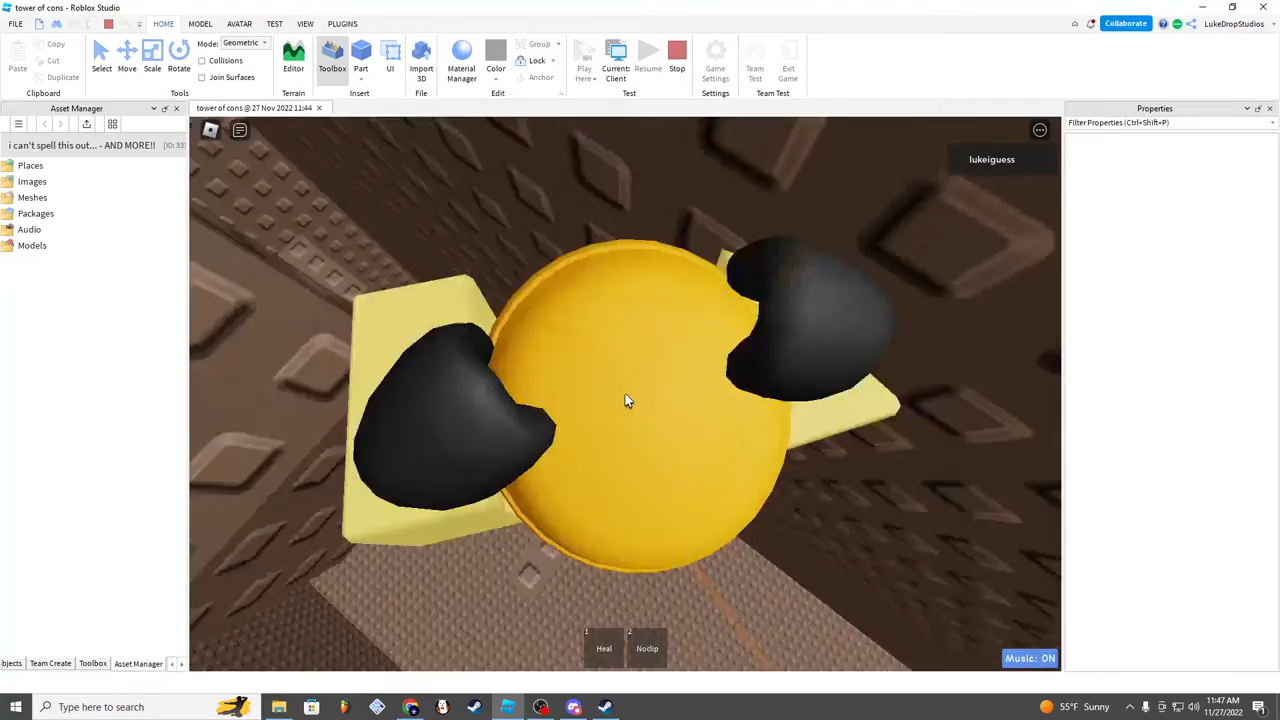 tower of cons - Roblox Studio
FILE HOME MODEL AVATAR TEST VIEW PLUGINS Collaborate LukeDropStudios
Paste Copy Cut Duplicate Select Move Scale Rotate Mode: Geometric Collisions Join Surfaces Editor Toolbox Part UI Import 3D Material Manager Color Group Lock Anchor Play Here Current: Client Resume Stop Game Settings Team Test Exit Game
Clipboard Tools Terrain Insert File Edit Test Settings Team Test
Asset Manager tower of cons @ 27 Nov 2022 11:44 Properties
Filter Properties (Ctrl+Shift+P)
i can't spell this out... - AND MORE!! [ID: 33
lukeiguess
Places
Images
Meshes
Packages
Audio
Models
1 2
Heal Noclip
Music: ON
bjects Team Create Toolbox Asset Manager
Type here to search 55°F Sunny 11:47 AM
11/27/2022